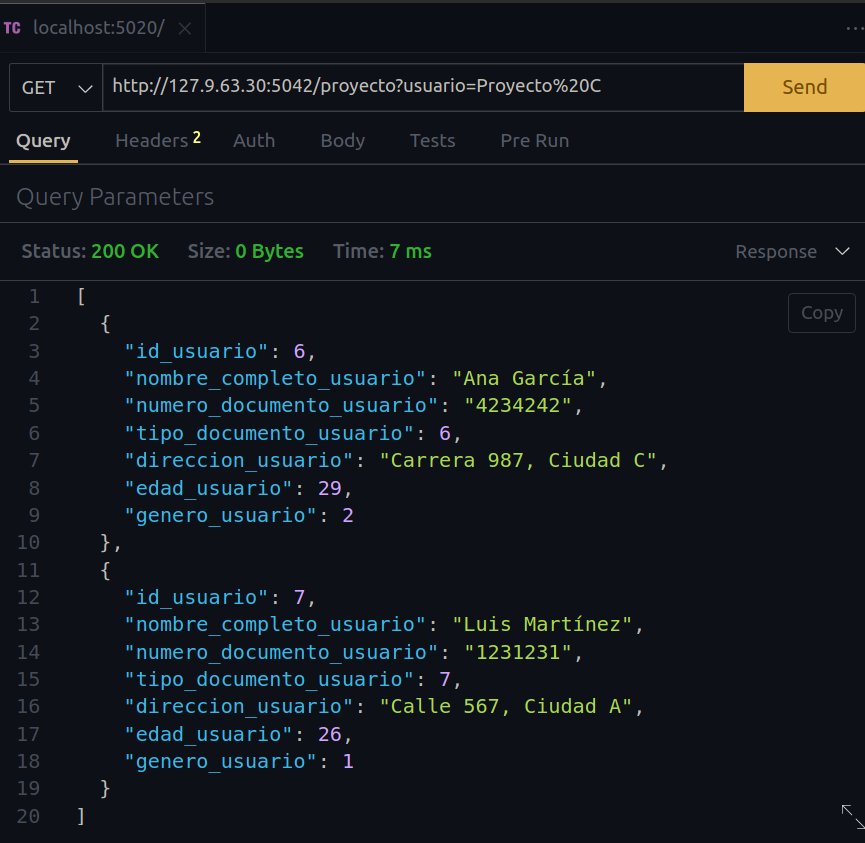 TC localhost:5020/
GET http://127.9.63.30:5042/proyecto?usuario=Proyecto%20C Send
Query Headers 2 Auth Body Tests Pre Run
Query Parameters
Status: 200 OK Size: 0 Bytes Time: 7 ms Response
Copy
1 [
2 {
3 "id_usuario": 6,
4 "nombre_completo_usuario": "Ana García",
5 "numero_documento_usuario": "4234242",
6 "tipo_documento_usuario": 6,
7 "direccion_usuario": "Carrera 987, Ciudad C",
8 "edad_usuario": 29,
9 "genero_usuario": 2
10 },
11 {
12 "id_usuario": 7,
13 "nombre_completo_usuario": "Luis Martínez",
14 "numero_documento_usuario": "1231231",
15 "tipo_documento_usuario": 7,
16 "direccion_usuario": "Calle 567, Ciudad A",
17 "edad_usuario": 26,
18 "genero_usuario": 1
19 }
20 ]